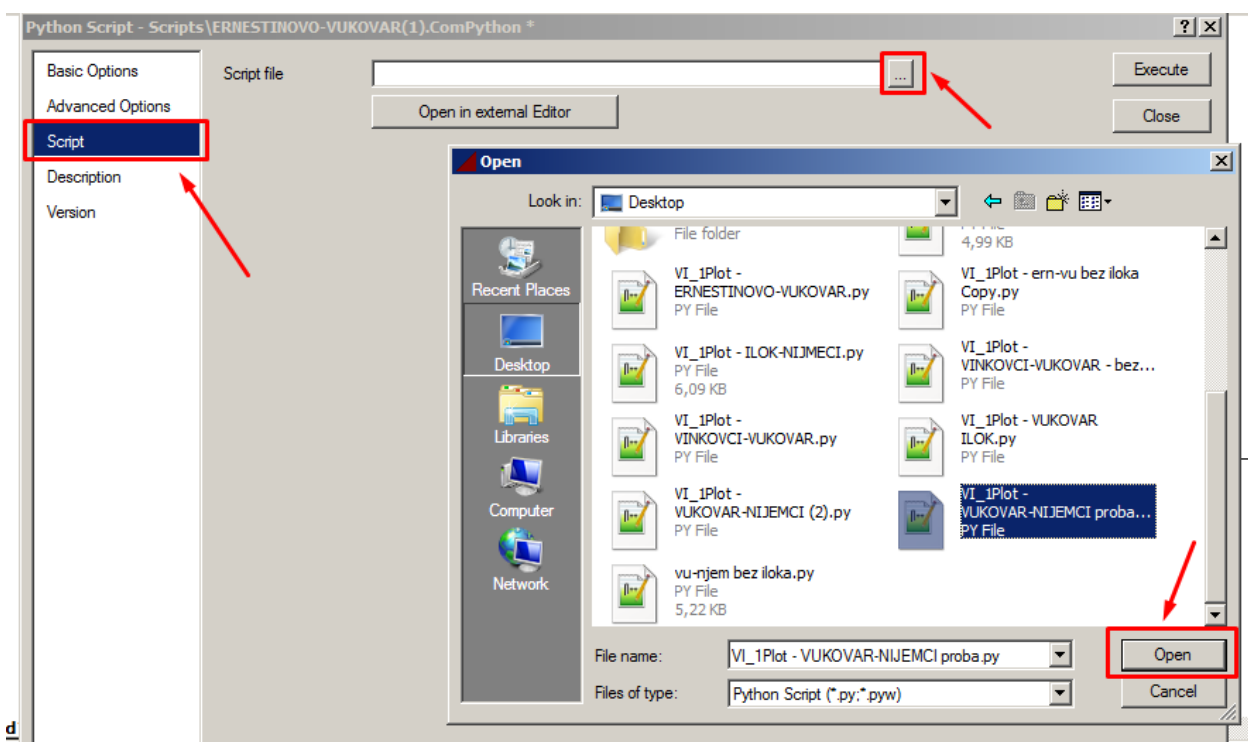 Python Script - Scripts\ERNESTINOVO-VUKOVAR(1).ComPython *
Basic Options
Advanced Options
Script
Description
Version
Script file
...
Open in external Editor
Execute
Close
Open
Look in:
Desktop
Recent Places
Desktop
Libraries
Computer
Network
File folder
4,99 KB
VI_1Plot -
ERNESTINOVO-VUKOVAR.py
PY File
VI_1Plot - ern-vu bez iloka
Copy.py
PY File
VI_1Plot - ILOK-NIJMECI.py
PY File
6,09 KB
VI_1Plot -
VINKOVCI-VUKOVAR - bez...
PY File
VI_1Plot -
VINKOVCI-VUKOVAR.py
PY File
VI_1Plot - VUKOVAR
ILOK.py
PY File
VI_1Plot -
VUKOVAR-NIJEMCI (2).py
PY File
VI_1Plot -
VUKOVAR-NIJEMCI proba...
PY File
vu-njem bez iloka.py
PY File
5,22 KB
File name:
VI_1Plot - VUKOVAR-NIJEMCI proba.py
Open
Files of type:
Python Script (*.py;*.pyw)
Cancel
d